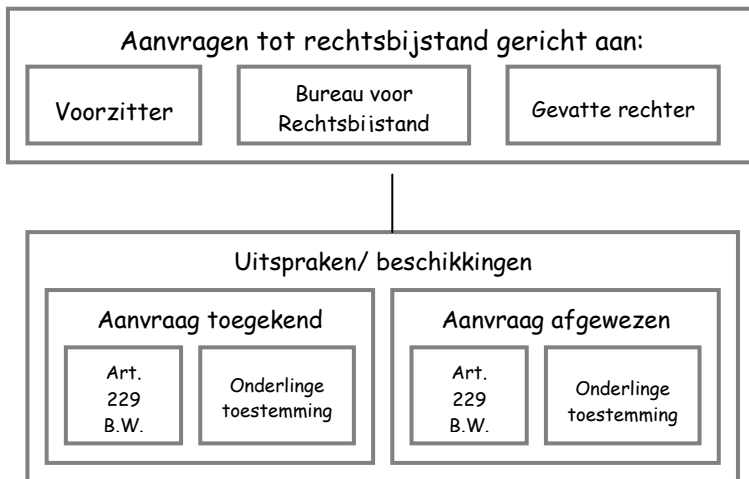 Aanvragen tot rechtsbijstand gericht aan:
Voorzitter
Bureau voor
Rechtsbijstand
Gevatte rechter
Uitspraken/ beschikkingen
Aanvraag toegekend
Art.
229
B.W.
Onderlinge
toestemming
Aanvraag afgewezen
Art.
229
B.W.
Onderlinge
toestemming